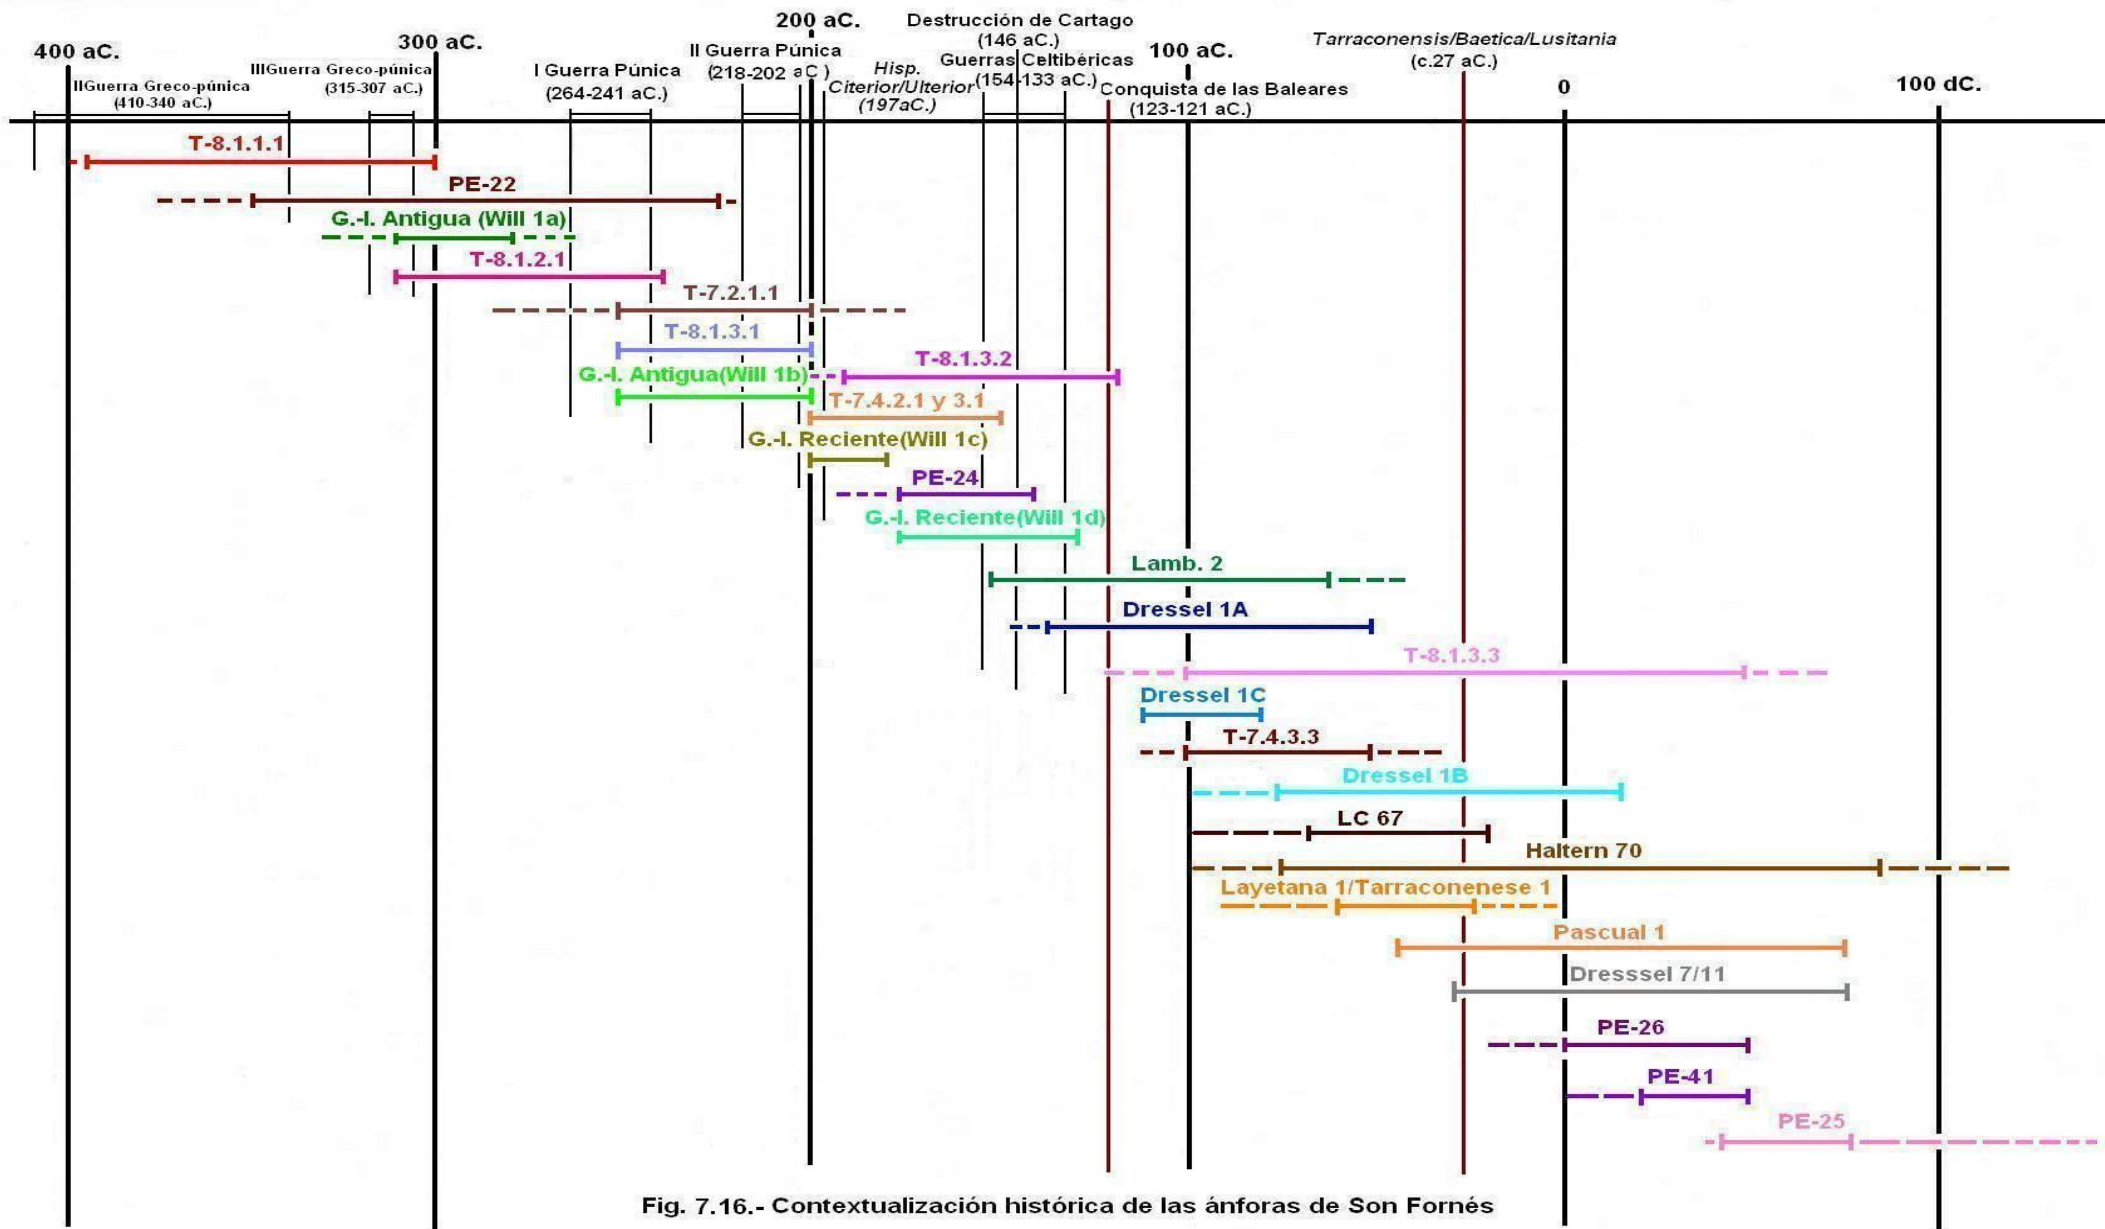 400 aC.
300 aC.
200 aC.
100 aC.
0
100 dC.
IIGuerra Greco-púnica
(410-340 aC.)
IIIGuerra Greco-púnica
(315-307 aC.)
I Guerra Púnica
(264-241 aC.)
II Guerra Púnica
(218-202 aC)
Hisp.
Citerior/Ulterior
(197aC.)
Destrucción de Cartago
(146 aC.)
Guerras Celtibéricas
(154-133 aC.)
Conquista de las Baleares
(123-121 aC.)
Tarraconensis/Baetica/Lusitania
(c.27 aC.)
T-8.1.1.1
PE-22
G.-I. Antigua (Will 1a)
T-8.1.2.1
T-7.2.1.1
T-8.1.3.1
T-8.1.3.2
G.-I. Antigua(Will 1b)
T-7.4.2.1 y 3.1
G.-I. Reciente(Will 1c)
PE-24
G.-I. Reciente(Will 1d)
Lamb. 2
Dressel 1A
T-8.1.3.3
Dressel 1C
T-7.4.3.3
Dressel 1B
LC 67
Haltern 70
Layetana 1/Tarraconenese 1
Pascual 1
Dresssel 7/11
PE-26
PE-41
PE-25
Fig. 7.16.- Contextualización histórica de las ánforas de Son Fornés